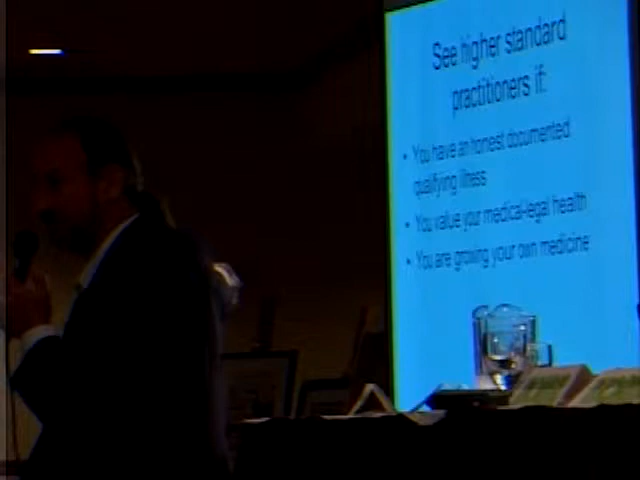 See higher standard
practitioners if:
• You have an honest documented
qualifying illness
• You value your medical-legal health
• You are growing your own medicine